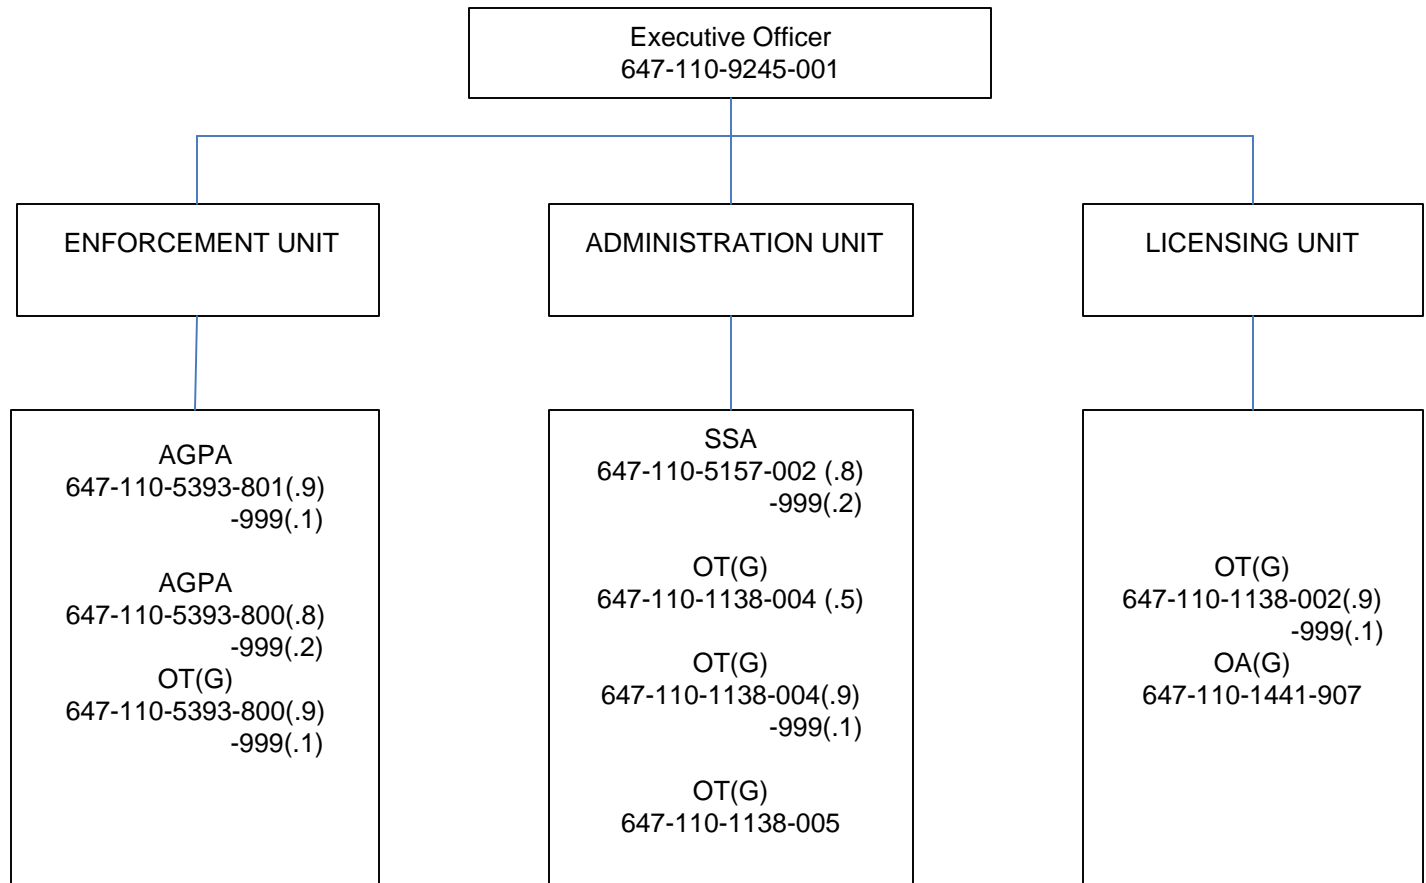 Executive Officer
647-110-9245-001
ENFORCEMENT UNIT
ADMINISTRATION UNIT
LICENSING UNIT
AGPA
647-110-5393-801(.9)
-999(.1)
AGPA
647-110-5393-800(.8)
-999(.2)
OT(G)
647-110-5393-800(.9)
-999(.1)
SSA
647-110-5157-002 (.8)
-999(.2)
OT(G)
647-110-1138-004 (.5)
OT(G)
647-110-1138-004(.9)
-999(.1)
OT(G)
647-110-1138-005
OT(G)
647-110-1138-002(.9)
-999(.1)
OA(G)
647-110-1441-907